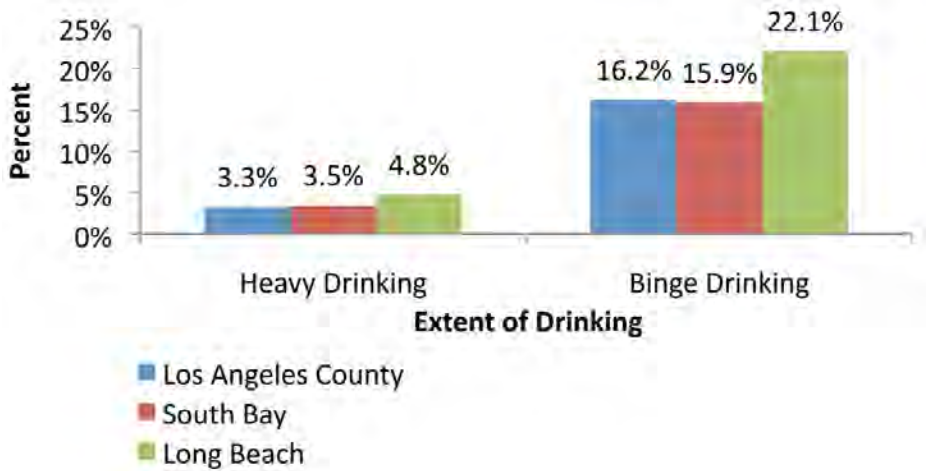 25%
20%
15%
10%
5%
0%
Percent
3.3% 3.5% 4.8%
16.2% 15.9% 22.1%
Heavy Drinking Binge Drinking
Extent of Drinking
Los Angeles County
South Bay
Long Beach